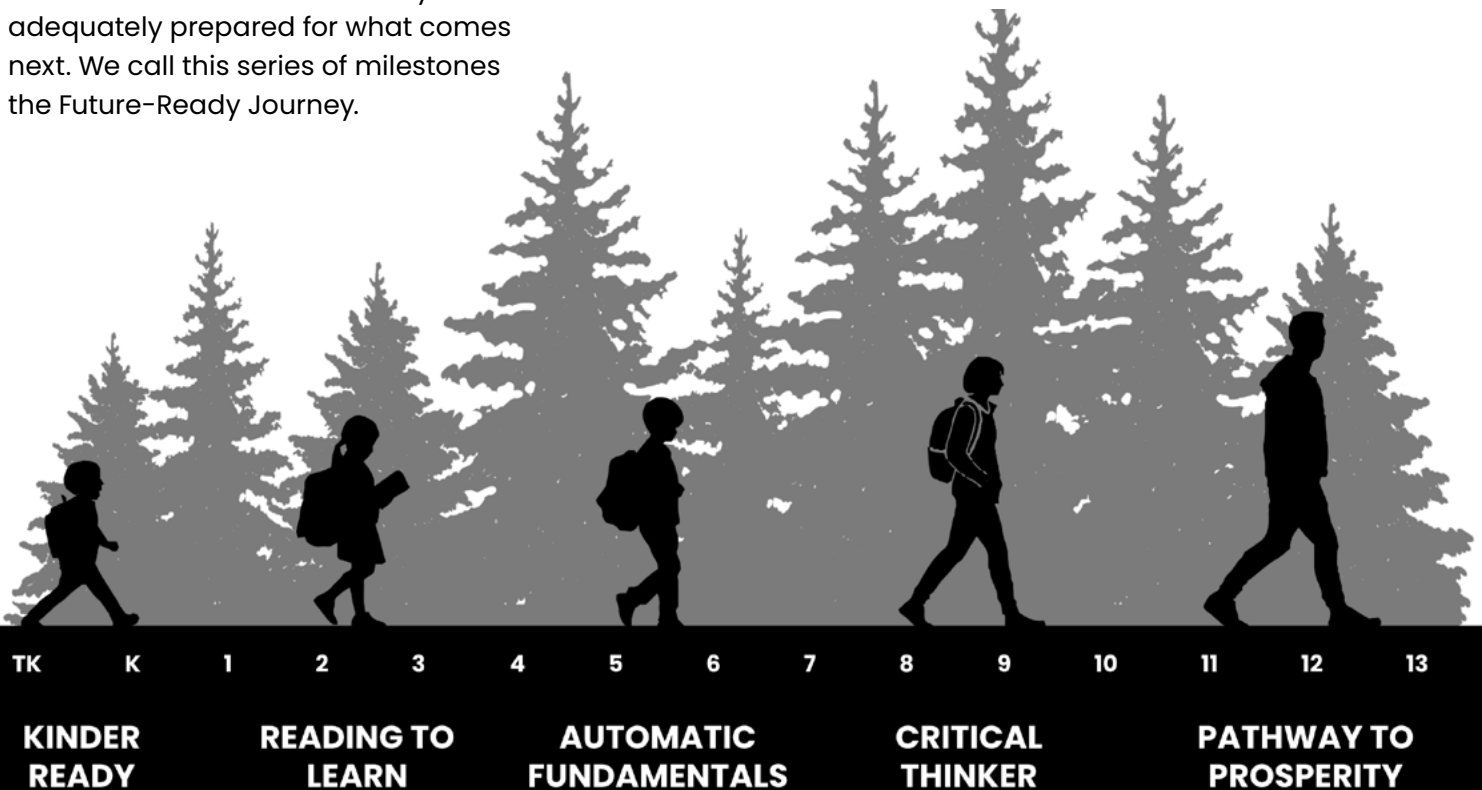 adequately prepared for what comes
next. We call this series of milestones
the Future-Ready Journey.
TK K 1 2 3 4 5 6 7 8 9 10 11 12 13
KINDER
READY
READING TO
LEARN
AUTOMATIC
FUNDAMENTALS
CRITICAL
THINKER
PATHWAY TO
PROSPERITY